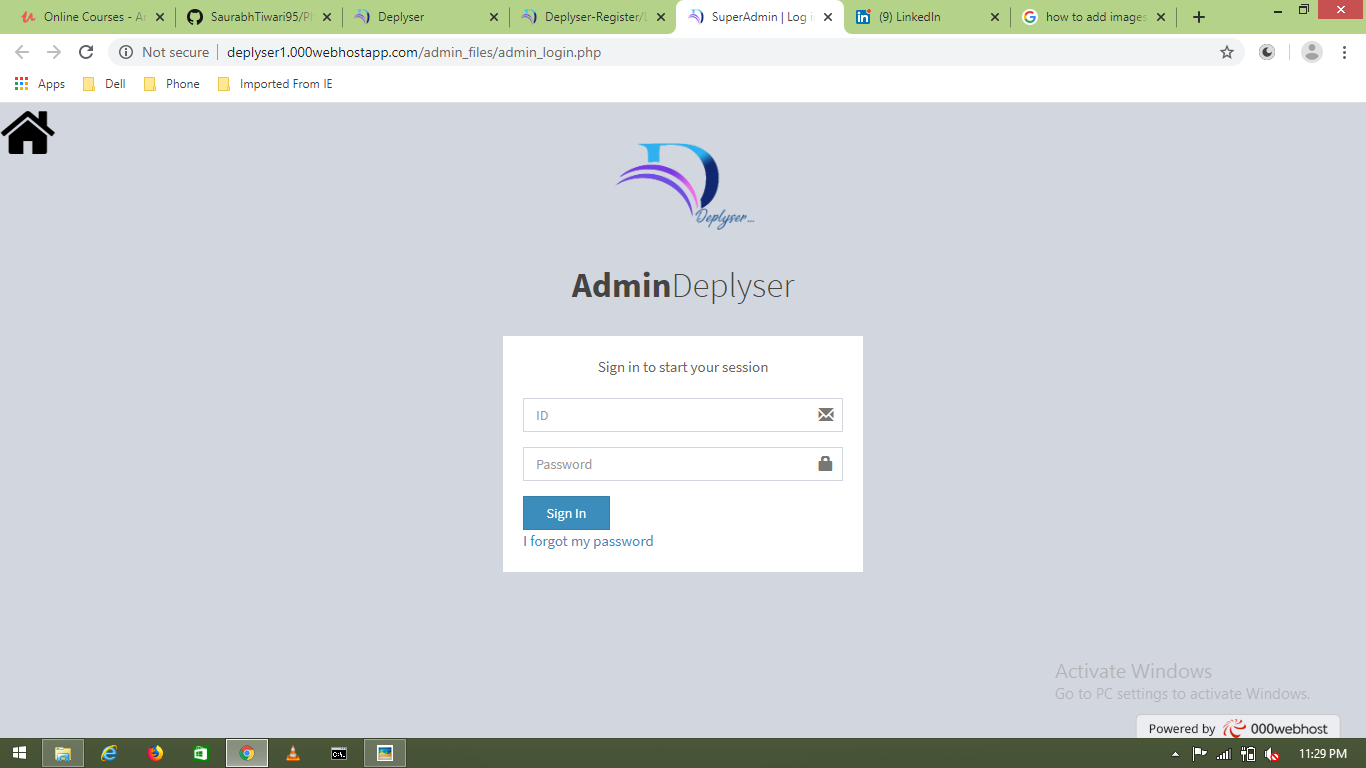 Online Courses - A
SaurabhTiwari95/P
Deplyser
Deplyser-Register/
SuperAdmin | Log i
(9) LinkedIn
how to add images
Not secure
deplyser1.000webhostapp.com/admin_files/admin_login.php
Apps
Dell
Phone
Imported From IE
Deplyser...
AdminDeplyser
Sign in to start your session
ID
Password
Sign In
I forgot my password
Activate Windows
Go to PC settings to activate Windows.
Powered by 000webhost
11:29 PM